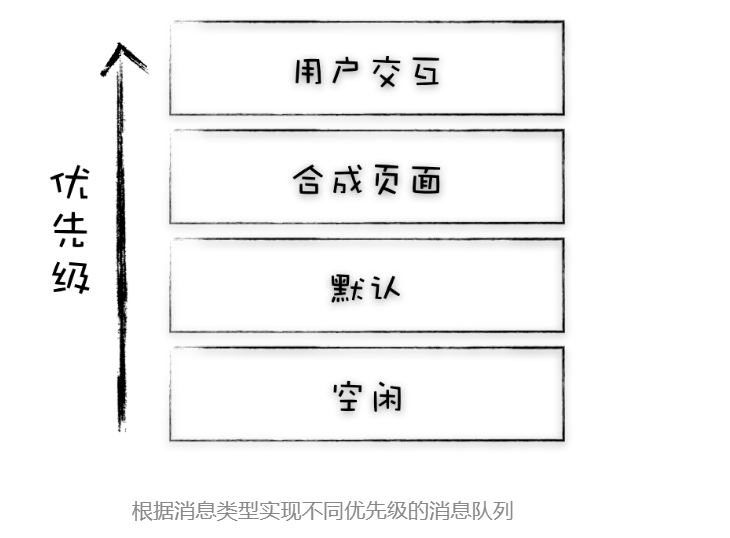 用户交互
合成页面
优先级
默认
空闲
根据消息类型实现不同优先级的消息队列